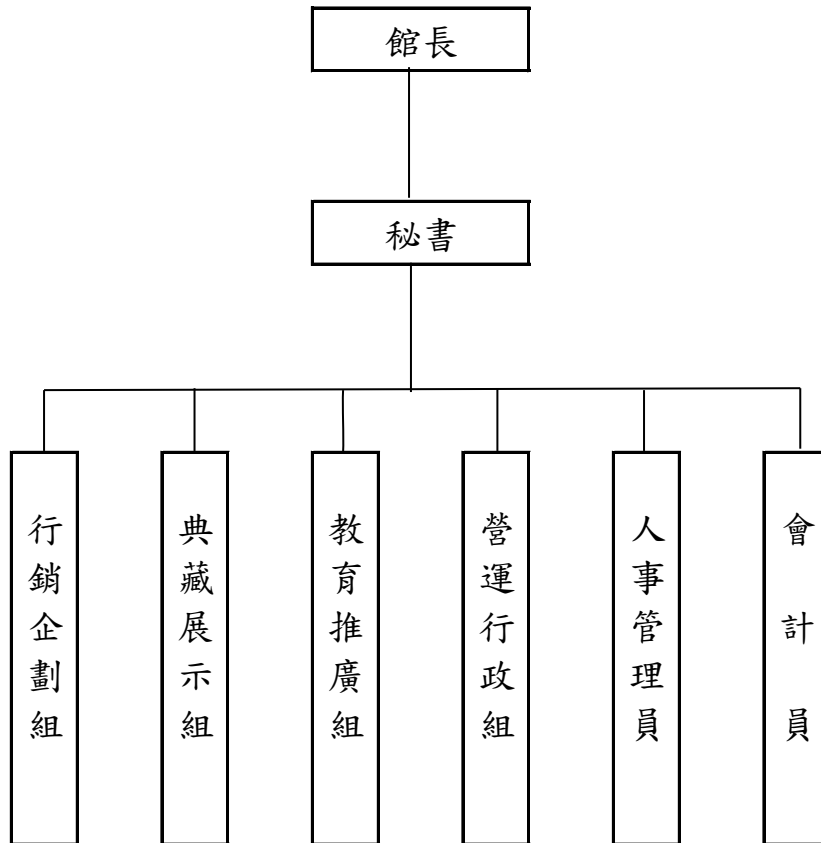 館長
秘書
行銷企劃組
典藏展示組
教育推廣組
營運行政組
人事管理員
會計員